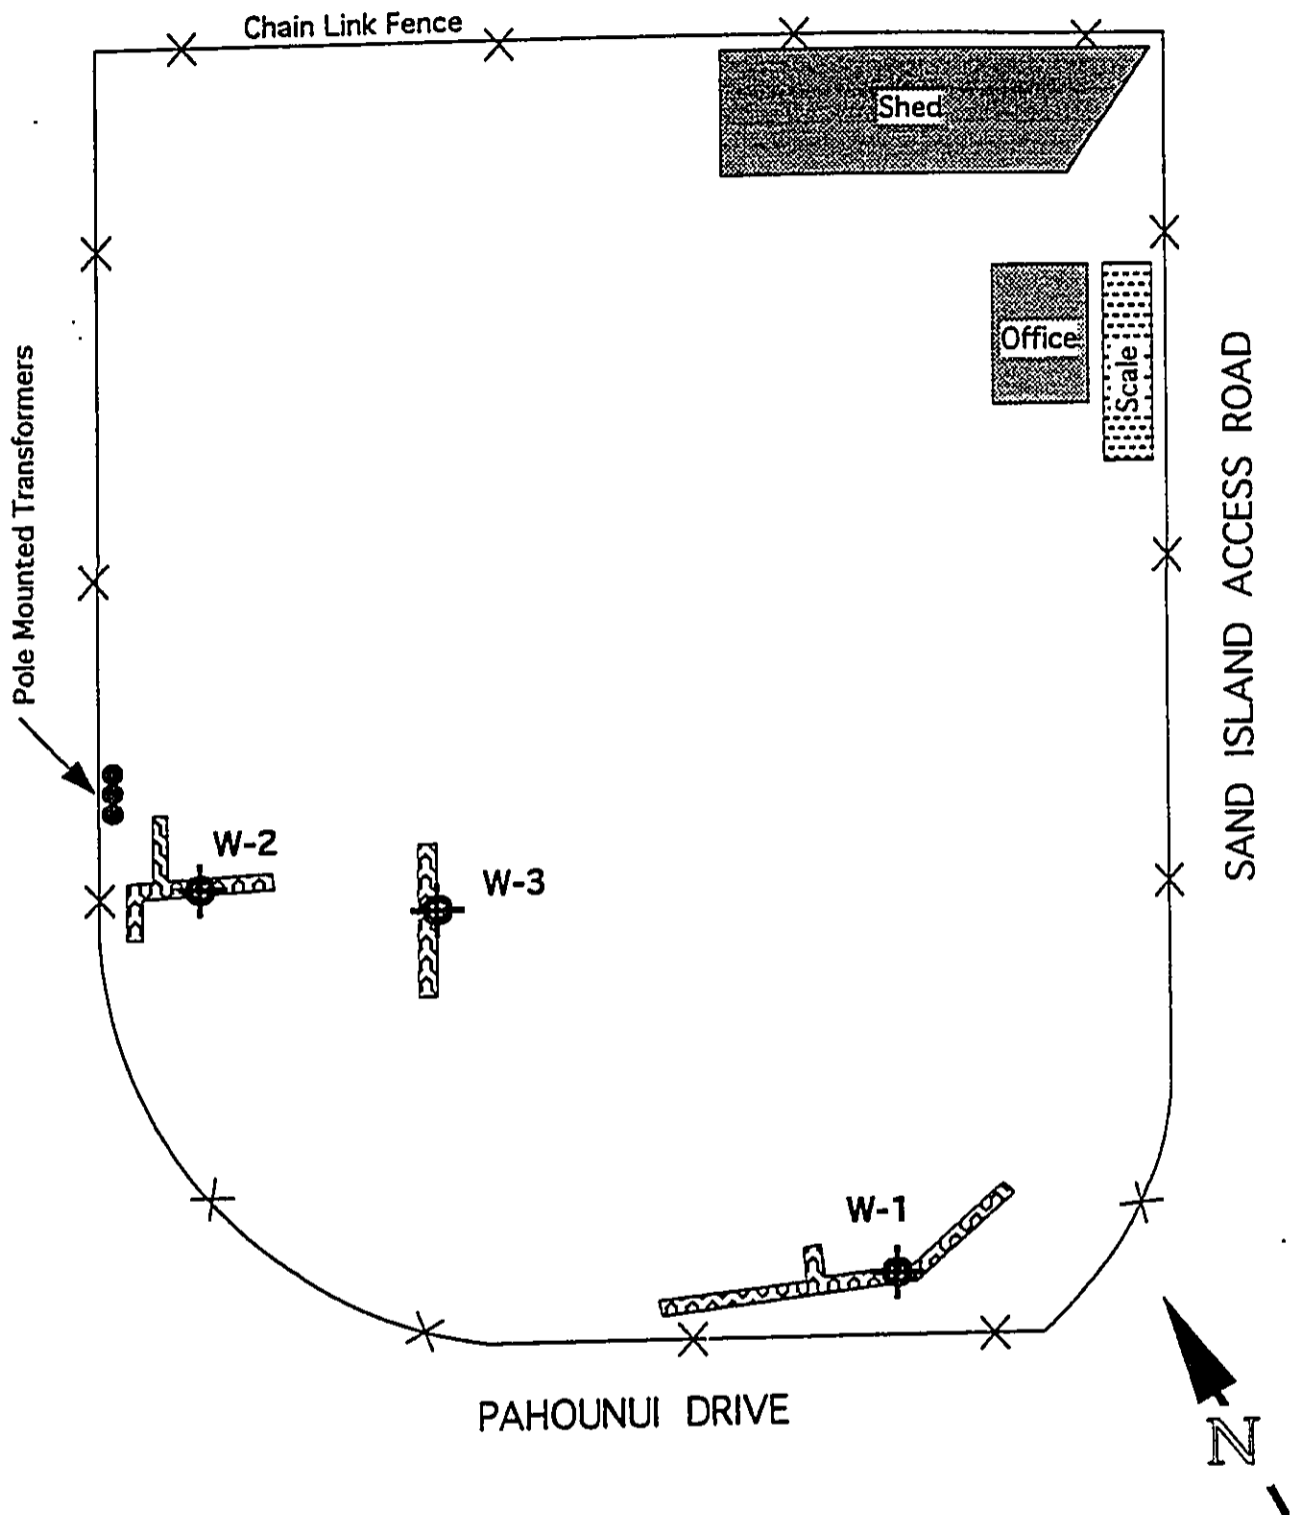 Chain Link Fence
Shed
Office
Scale
SAND ISLAND ACCESS ROAD
Pole Mounted Transformers
W-2
W-3
W-1
PAHOUNUI DRIVE
N